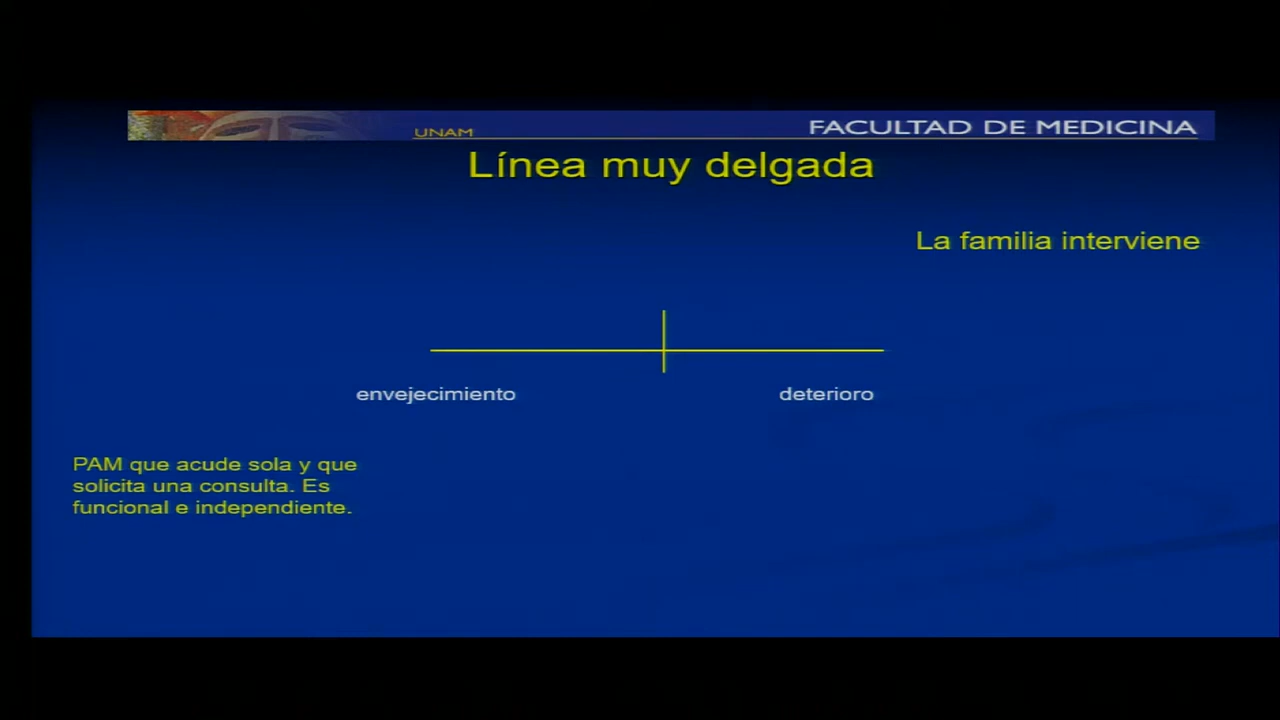 UNAM
FACULTAD DE MEDICINA
Línea muy delgada
La familia interviene
envejecimiento
deterioro
PAM que acude sola y que
solicita una consulta. Es
funcional e independiente.